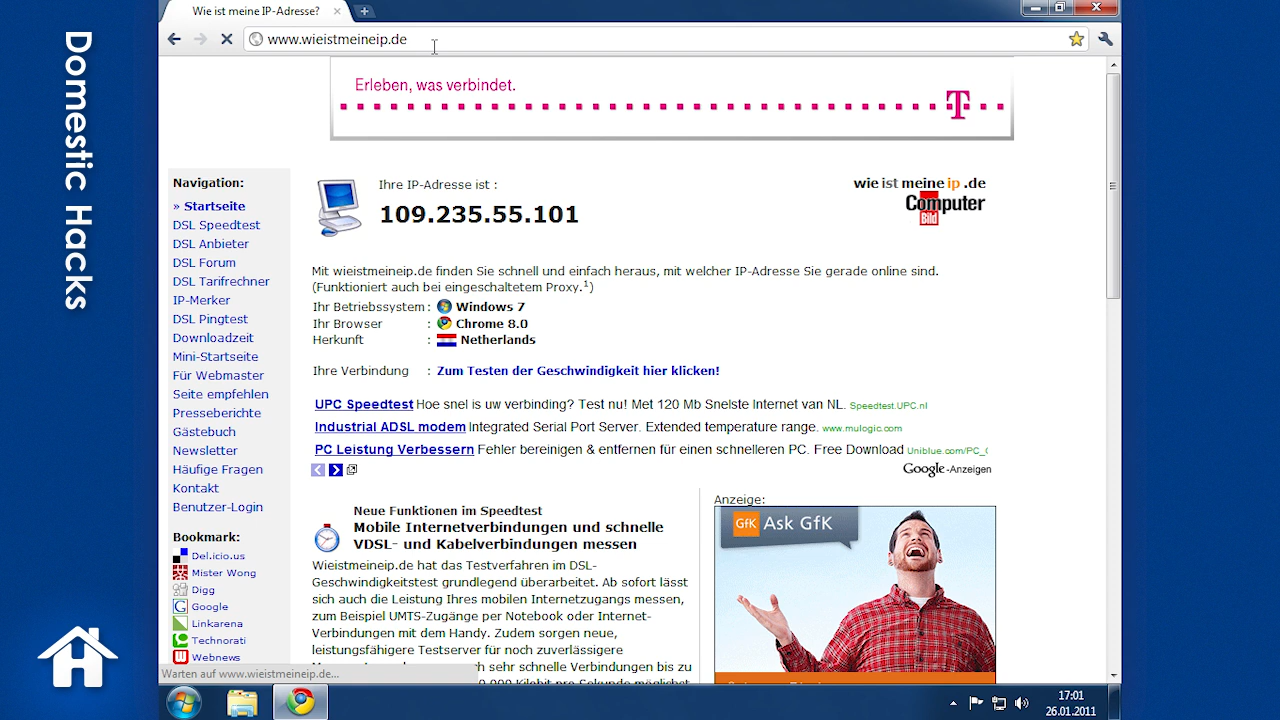 Domestic Hacks
Wie ist meine IP-Adresse?
www.wieistmeineip.de
Erleben, was verbindet.
T
Navigation:
» Startseite
DSL Speedtest
DSL Anbieter
DSL Forum
DSL Tarifrechner
IP-Merker
DSL Pingtest
Downloadzeit
Mini-Startseite
Für Webmaster
Seite empfehlen
Presseberichte
Gästebuch
Newsletter
Häufige Fragen
Kontakt
Benutzer-Login
Bookmark:
Del.icio.us
Mister Wong
Digg
Google
Linkarena
Technorati
Webnews
Ihre IP-Adresse ist :
109.235.55.101
wie ist meine ip .de
Computer
Bild
Mit wieistmeineip.de finden Sie schnell und einfach heraus, mit welcher IP-Adresse Sie gerade online sind.
(Funktioniert auch bei eingeschaltetem Proxy.¹)
Ihr Betriebssystem : Windows 7
Ihr Browser : Chrome 8.0
Herkunft : Netherlands
Ihre Verbindung : Zum Testen der Geschwindigkeit hier klicken!
UPC Speedtest Hoe snel is uw verbinding? Test nu! Met 120 Mb Snelste Internet van NL. Speedtest.UPC.nl
Industrial ADSL modem Integrated Serial Port Server. Extended temperature range. www.mulogic.com
PC Leistung Verbessern Fehler bereinigen & entfernen für einen schnelleren PC. Free Download Uniblue.com/PC_
Google-Anzeigen
Neue Funktionen im Speedtest
Mobile Internetverbindungen und schnelle
VDSL- und Kabelverbindungen messen
Wieistmeineip.de hat das Testverfahren im DSL-
Geschwindigkeitstest grundlegend überarbeitet. Ab sofort lässt
sich auch die Leistung Ihres mobilen Internetzugangs messen,
zum Beispiel UMTS-Zugänge per Notebook oder Internet-
Verbindungen mit dem Handy. Zudem sorgen neue,
leistungsfähigere Testserver für noch zuverlässigere
sehr schnelle Verbindungen bis zu
Anzeige:
GfK Ask GfK
Warten auf www.wieistmeineip.de...
17:01
26.01.2011